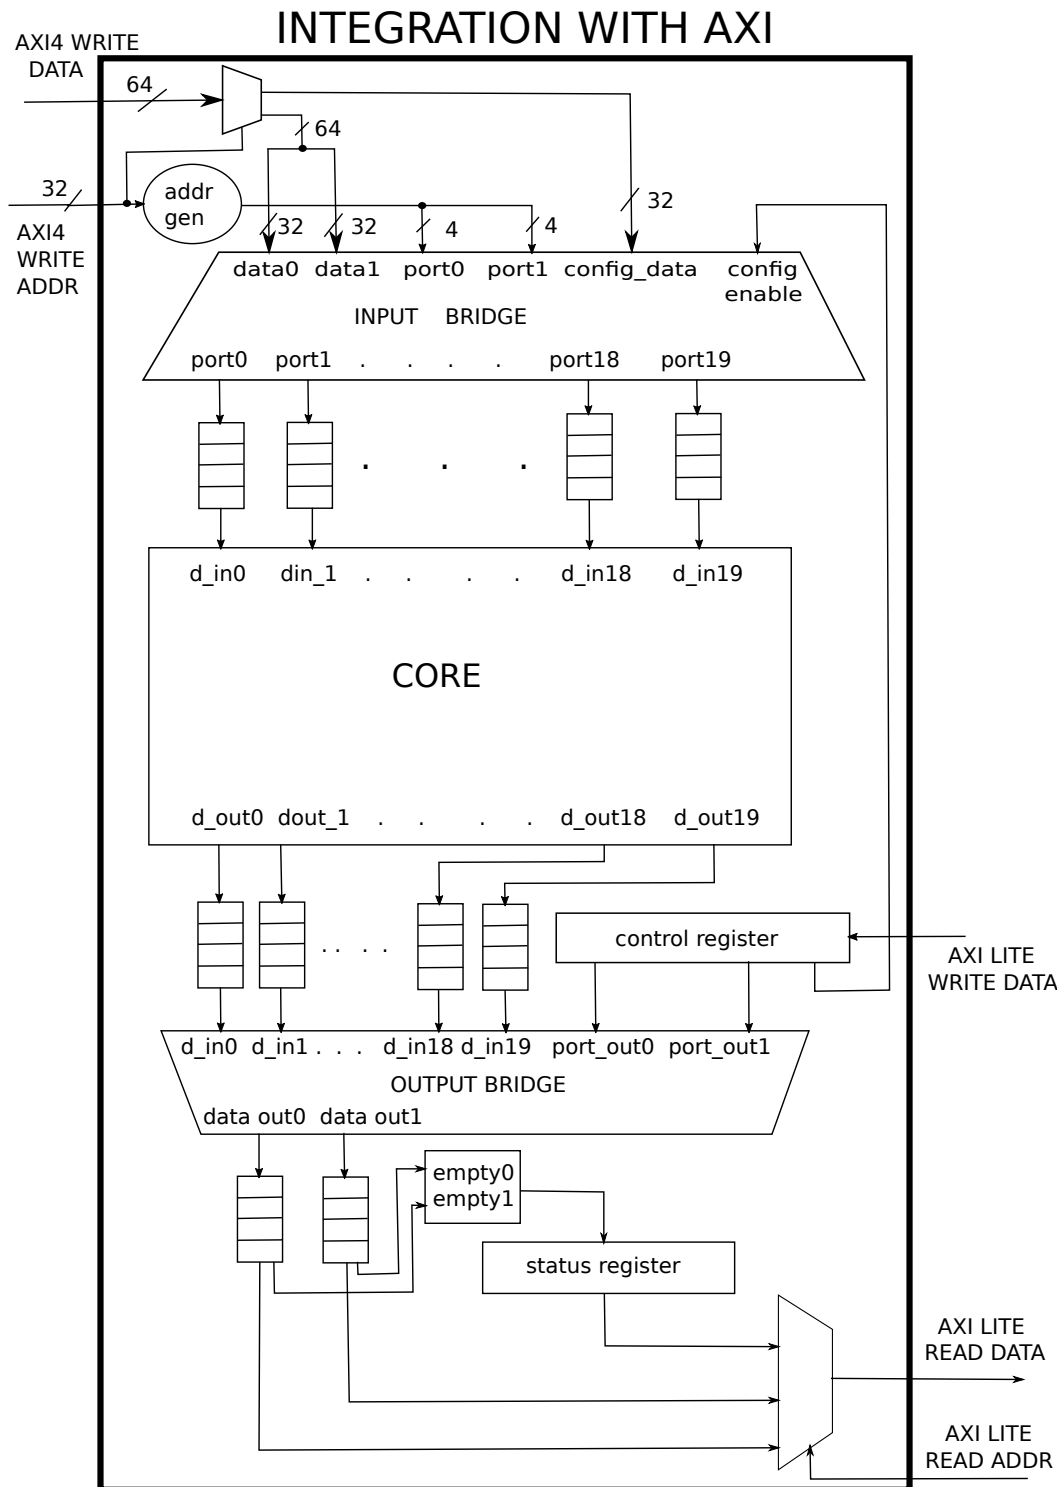 INTEGRATION WITH AXI
AXI4 WRITE
DATA
64
64
32
addr
gen
AXI4
WRITE
ADDR
32
32
4
4
32
data0 data1 port0 port1 config_data config
enable
INPUT BRIDGE
port0 port1 . . . . port18 port19
. . .
d_in0 din_1 . . . . d_in18 d_in19
CORE
d_out0 dout_1 . . . . d_out18 d_out19
. . . .
control register
AXI LITE
WRITE DATA
d_in0 d_in1 . . . d_in18 d_in19 port_out0 port_out1
OUTPUT BRIDGE
data out0 data out1
empty0
empty1
status register
AXI LITE
READ DATA
AXI LITE
READ ADDR